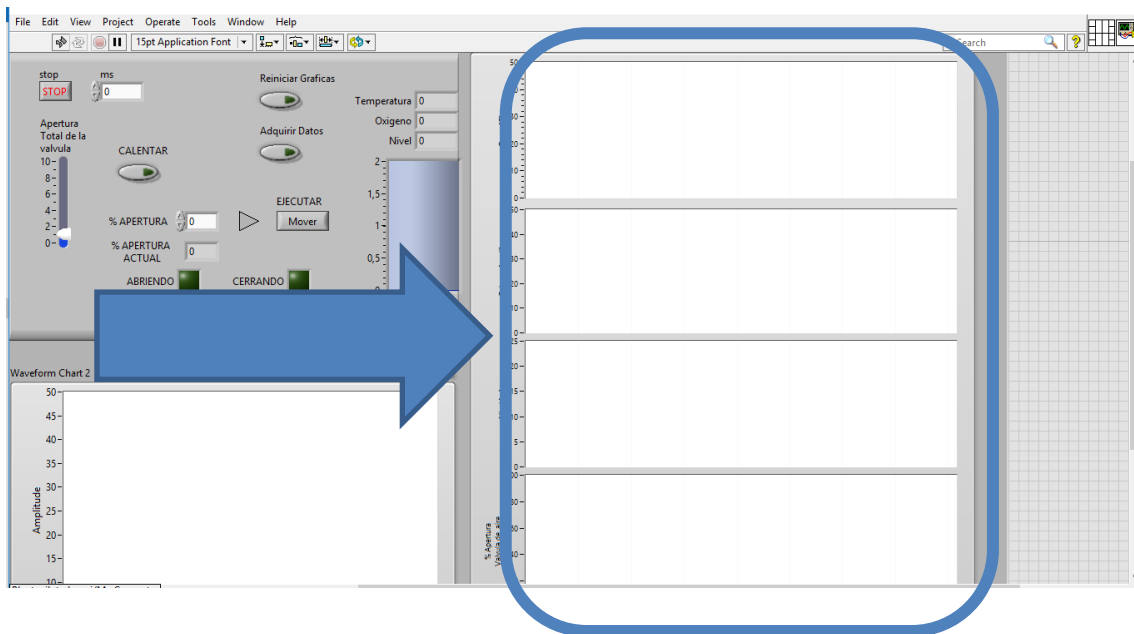 File Edit View Project Operate Tools Window Help
15pt Application Font
Search
stop
STOP
ms
0
Reiniciar Graficas
Temperatura 0
Oxigeno 0
Nivel 0
Apertura
Total de la
valvula
10
8
6
4
2
0
CALENTAR
Adquirir Datos
% APERTURA 0
EJECUTAR
Mover
% APERTURA
ACTUAL
0
ABRIENDO
CERRANDO
2
1,5
1
0,5
Waveform Chart 2
Amplitude
50
45
40
35
30
25
20
15
10
% Apertura
Valvula de aire